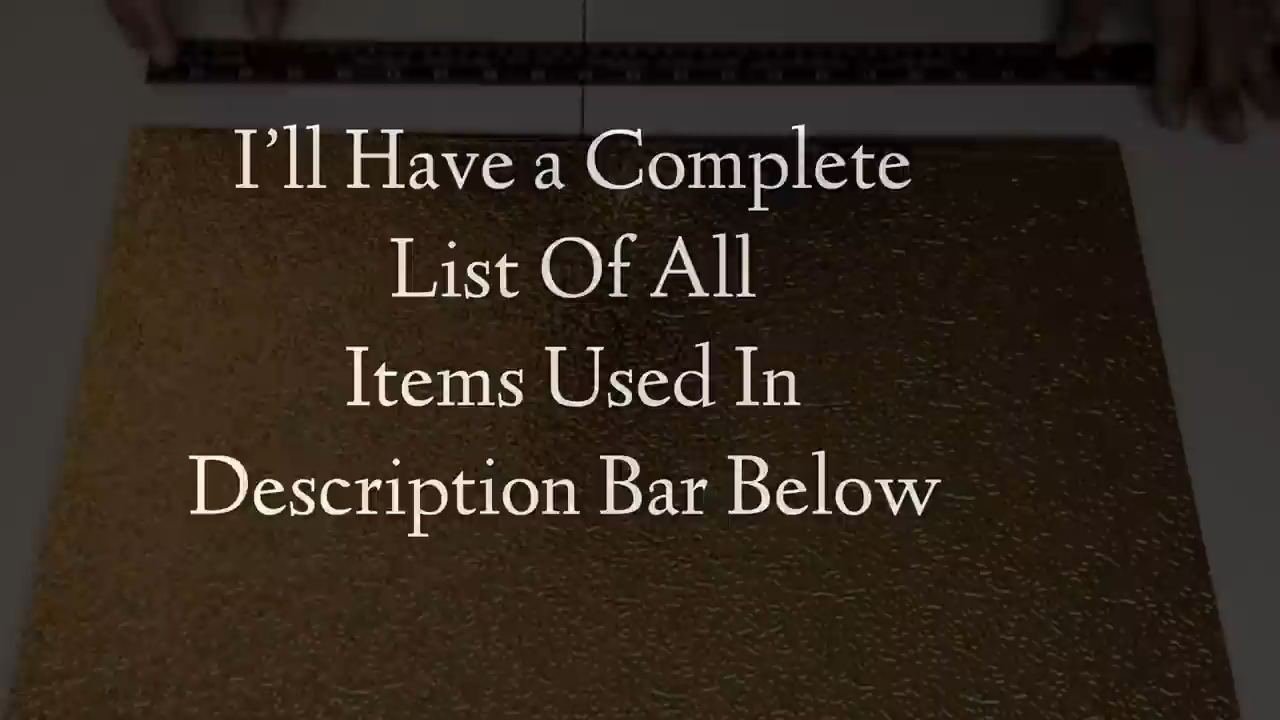 I’ll Have a Complete
List Of All
Items Used In
Description Bar Below